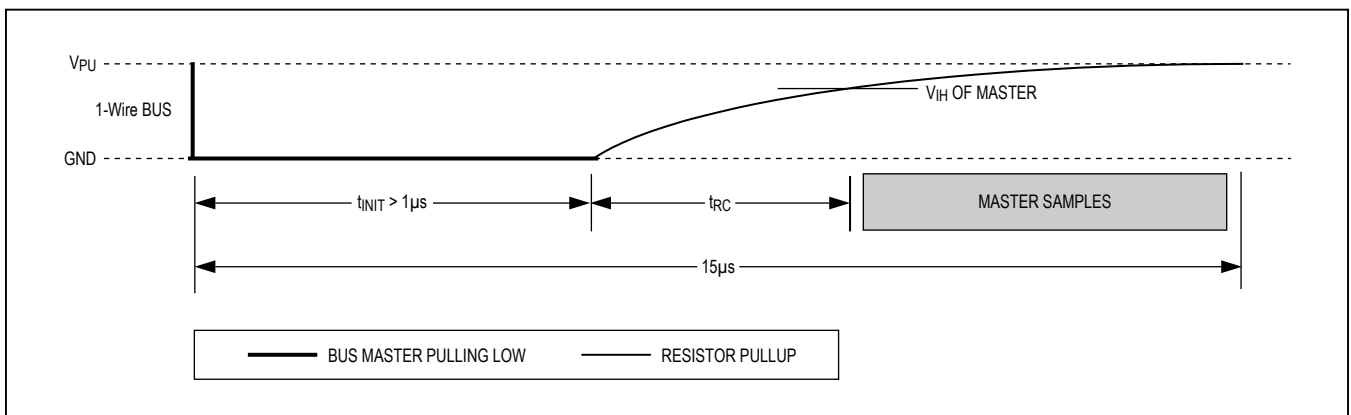 VPU
1-Wire BUS
VIH OF MASTER
GND
tINIT > 1µs
tRC
MASTER SAMPLES
15µs
BUS MASTER PULLING LOW
RESISTOR PULLUP